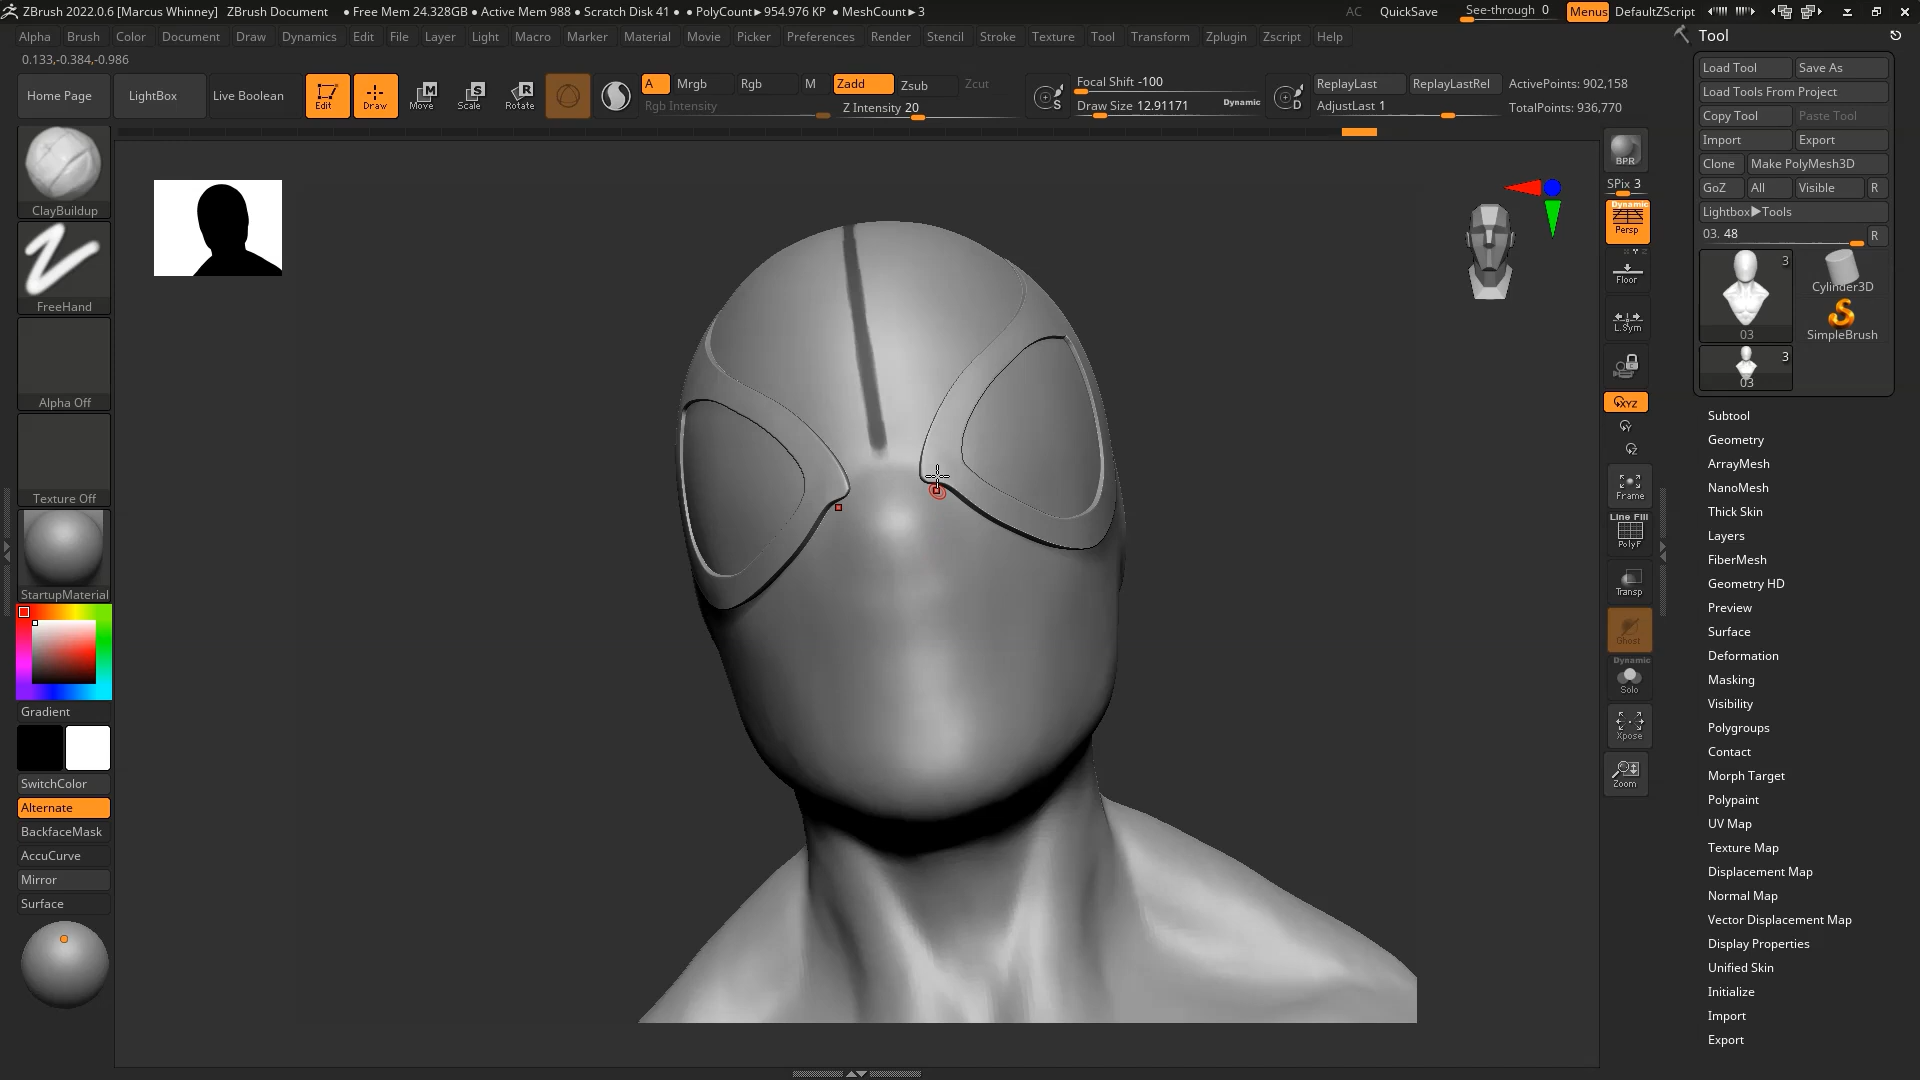 ZBrush 2022.0.6 [Marcus Whinney] ZBrush Document • Free Mem 24.328GB • Active Mem 988 • Scratch Disk 41 • • PolyCount► 954.976 KP • MeshCount► 3 AC QuickSave See-through 0 Menus DefaultZScript
Alpha Brush Color Document Draw Dynamics Edit File Layer Light Macro Marker Material Movie Picker Preferences Render Stencil Stroke Texture Tool Transform Zplugin Zscript Help
0.133,-0.384,-0.986
Home Page LightBox Live Boolean Edit Draw Move Scale Rotate
M S R
A Mrgb Rgb M Zadd Zsub Zcut
Rgb Intensity Z Intensity 20
S Focal Shift -100
Draw Size 12.91171 Dynamic
D ReplayLast ReplayLastRel ActivePoints: 902,158
AdjustLast 1 TotalPoints: 936,770
ClayBuildup
FreeHand
Alpha Off
Texture Off
StartupMaterial
Gradient
SwitchColor
Alternate
BackfaceMask
AccuCurve
Mirror
Surface
BPR
SPix 3
Dynamic
Persp
Floor
L.Sym
XYZ
Y
Z
Frame
Line Fill
PolyF
Transp
Ghost
Dynamic
Solo
Xpose
Zoom
Tool
Load Tool Save As
Load Tools From Project
Copy Tool Paste Tool
Import Export
Clone Make PolyMesh3D
GoZ All Visible R
Lightbox►Tools
03. 48 R
3
03
Cylinder3D
SimpleBrush
3
03
Subtool
Geometry
ArrayMesh
NanoMesh
Thick Skin
Layers
FiberMesh
Geometry HD
Preview
Surface
Deformation
Masking
Visibility
Polygroups
Contact
Morph Target
Polypaint
UV Map
Texture Map
Displacement Map
Normal Map
Vector Displacement Map
Display Properties
Unified Skin
Initialize
Import
Export